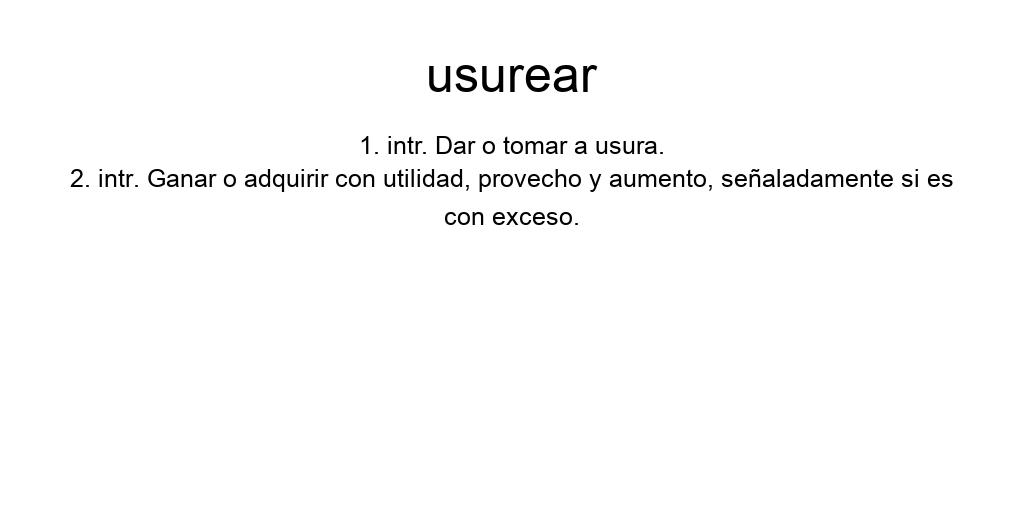 usurear
1. intr. Dar o tomar a usura.
2. intr. Ganar o adquirir con utilidad, provecho y aumento, señaladamente si es
con exceso.